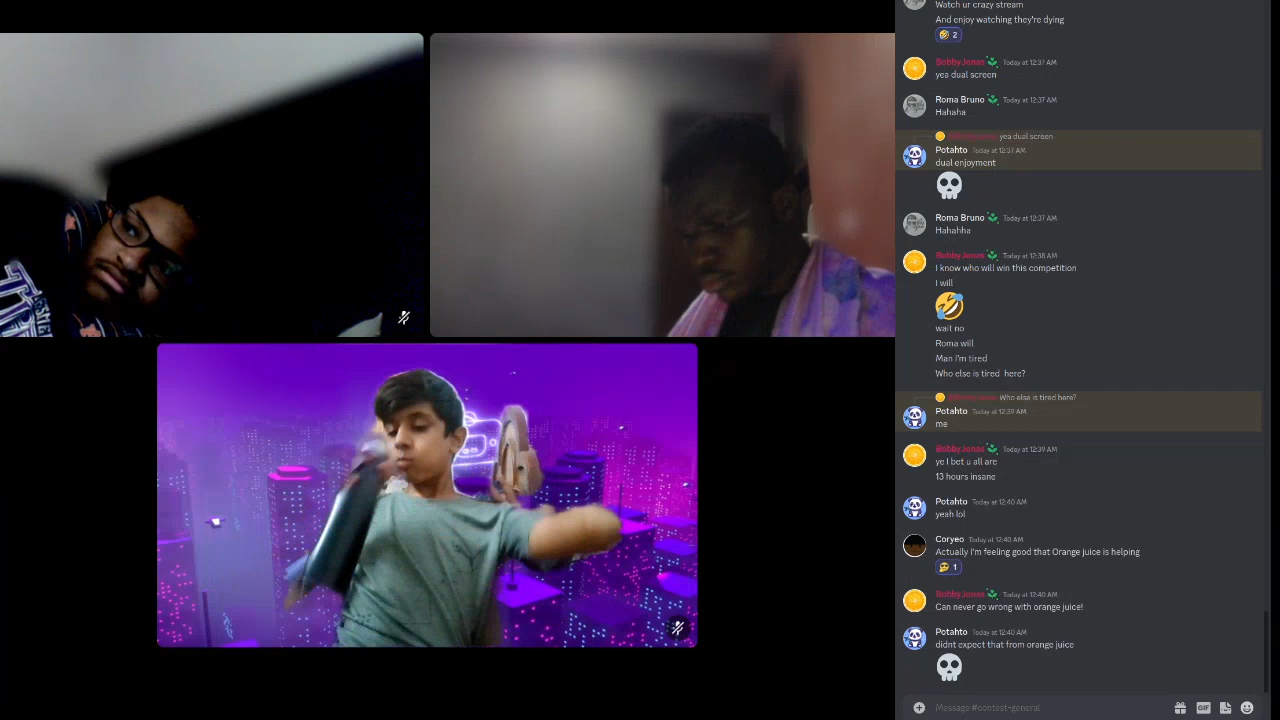 Watch ur crazy stream
And enjoy watching they're dying
2
BobbyJonas Today at 12:37 AM
yea dual screen
Roma Bruno Today at 12:37 AM
Hahaha
yea dual screen
Potahto Today at 12:37 AM
dual enjoyment
Roma Bruno Today at 12:37 AM
Hahahha
BobbyJonas Today at 12:38 AM
I know who will win this competition
I will
wait no
Roma will
Man I'm tired
Who else is tired here?
Who else is tired here?
Potahto Today at 12:39 AM
me
BobbyJonas Today at 12:39 AM
ye I bet u all are
13 hours insane
Potahto Today at 12:40 AM
yeah lol
Coryeo Today at 12:40 AM
Actually I'm feeling good that Orange juice is helping
1
BobbyJonas Today at 12:40 AM
Can never go wrong with orange juice!
Potahto Today at 12:40 AM
didnt expect that from orange juice
Message #contest-general
GIF